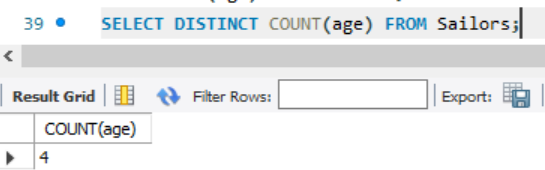 39 SELECT DISTINCT COUNT(age) FROM Sailors;
Result Grid Filter Rows: Export:
COUNT(age)
4